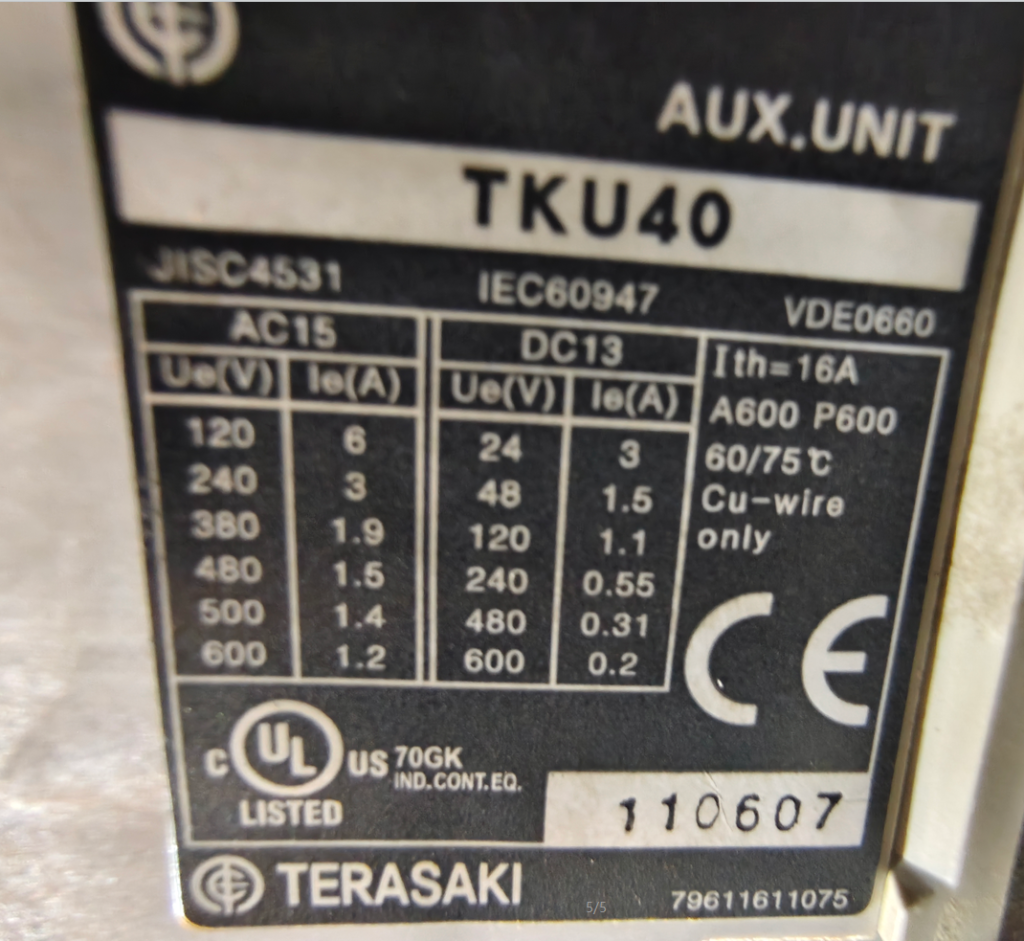 AUX.UNIT
TKU40
JISC4531 IEC60947 VDE0660
AC15 DC13 Ith=16A
Ue(V) Ie(A) Ue(V) Ie(A) A600 P600
120 6 24 3 60/75℃
240 3 48 1.5 Cu-wire
380 1.9 120 1.1 only
480 1.5 240 0.55
500 1.4 480 0.31
600 1.2 600 0.2
CE
C UL US 70GK
IND.CONT.EQ.
LISTED
110607
TERASAKI 79611611075
5/5